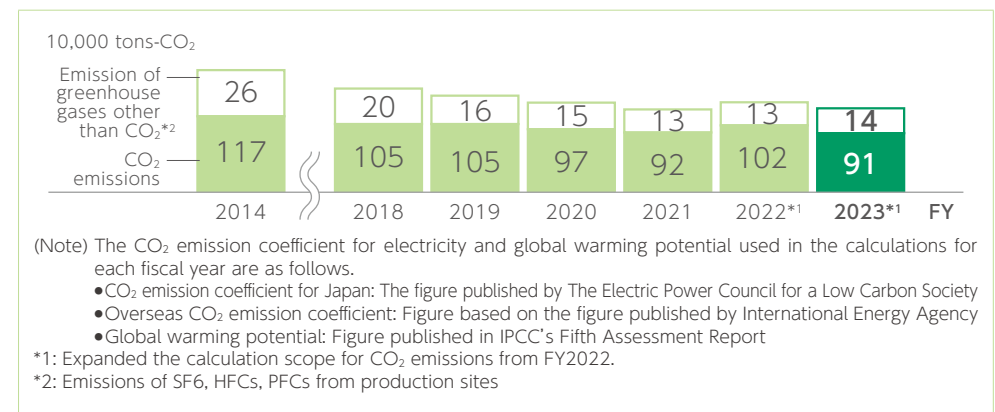 10,000 tons-CO₂
Emission of
greenhouse
gases other
than CO₂*²
CO₂
emissions
26 20 16 15 13 13 14
117 105 105 97 92 102 91
2014 2018 2019 2020 2021 2022*¹ 2023*¹ FY
(Note) The CO₂ emission coefficient for electricity and global warming potential used in the calculations for
each fiscal year are as follows.
●CO₂ emission coefficient for Japan: The figure published by The Electric Power Council for a Low Carbon Society
●Overseas CO₂ emission coefficient: Figure based on the figure published by International Energy Agency
●Global warming potential: Figure published in IPCC's Fifth Assessment Report
*1: Expanded the calculation scope for CO₂ emissions from FY2022.
*2: Emissions of SF6, HFCs, PFCs from production sites